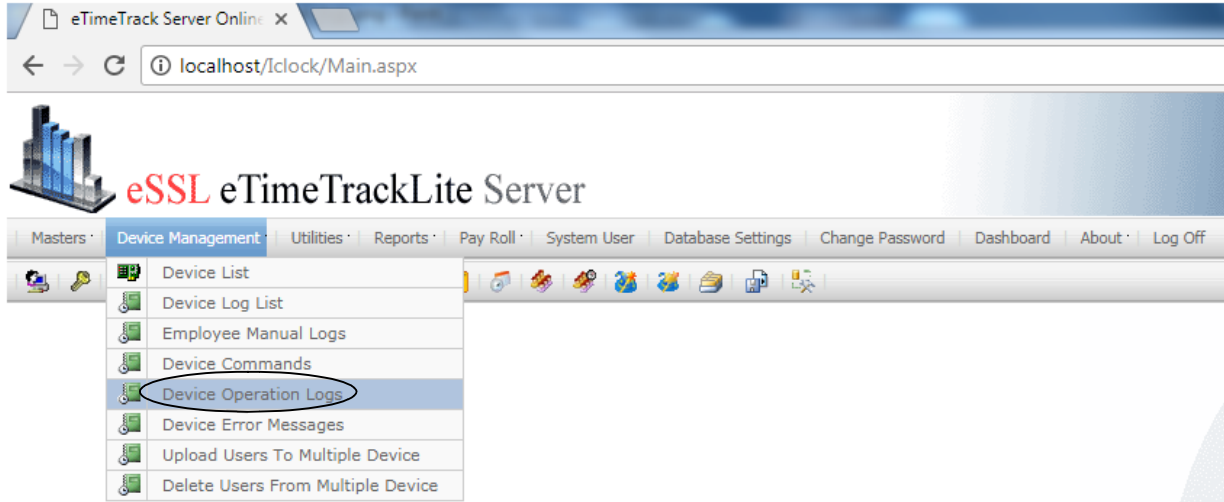 eTimeTrack Server Online
localhost/Iclock/Main.aspx
eSSL eTimeTrackLite Server
Masters Device Management Utilities Reports Pay Roll System User Database Settings Change Password Dashboard About Log Off
Device List
Device Log List
Employee Manual Logs
Device Commands
Device Operation Logs
Device Error Messages
Upload Users To Multiple Device
Delete Users From Multiple Device